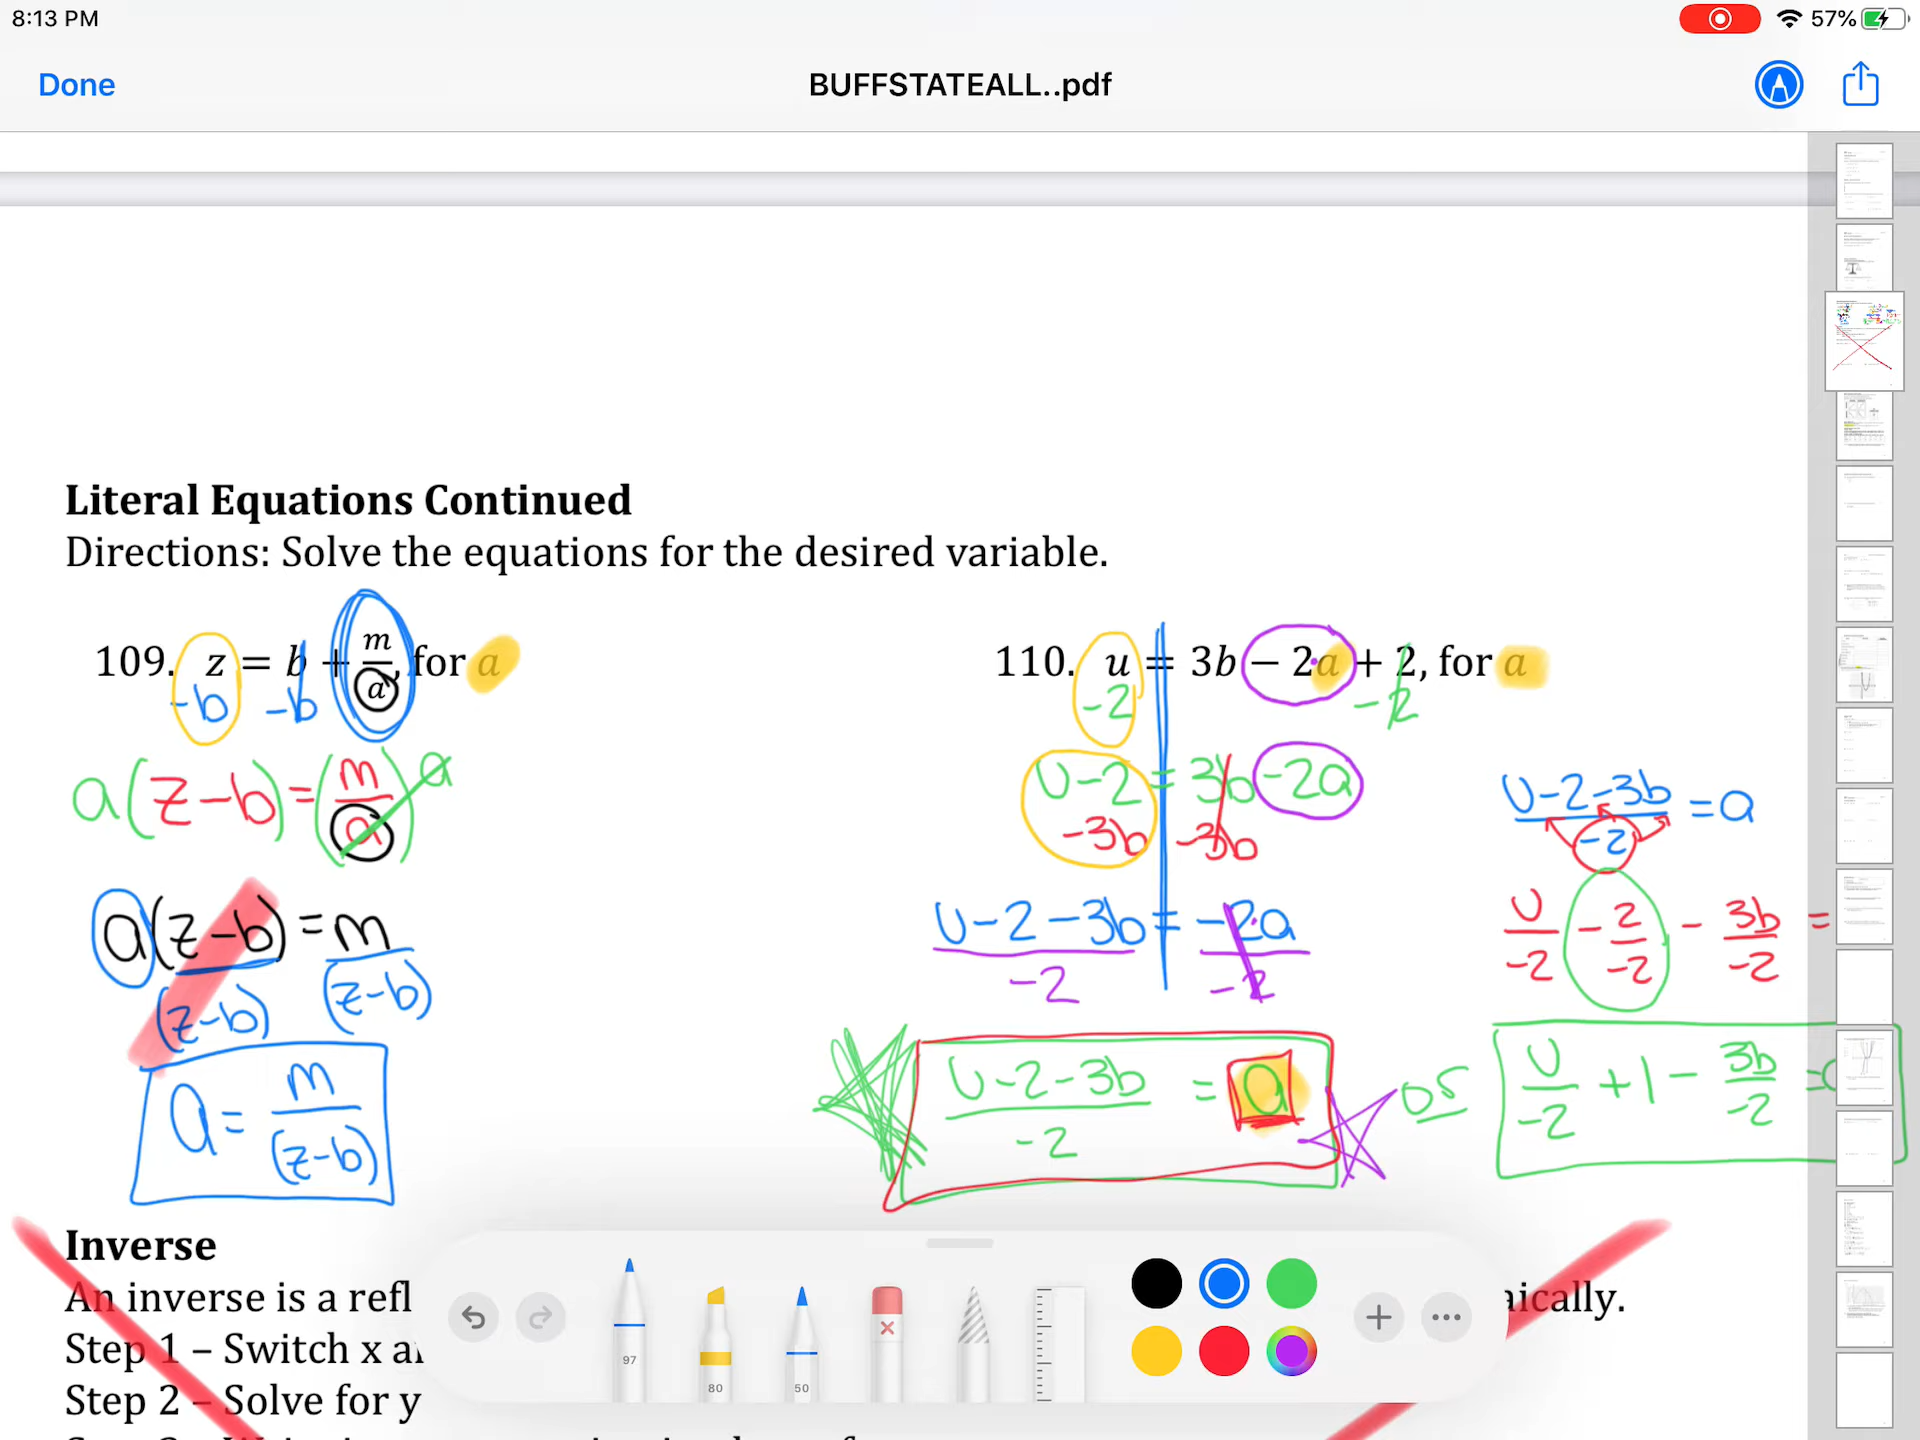 8:13 PM
57%
Done
BUFFSTATEALL..pdf
Literal Equations Continued
Directions: Solve the equations for the desired variable.
109. z = b + m/a, for a
-b -b
a(z-b) = (m/a)a
a(z-b) = m
(z-b) (z-b)
a = m/(z-b)
110. u = 3b − 2a + 2, for a
-2 -2
U-2 = 3b -2a
-3b -3b
U-2-3b = -2a
-2 -2
U-2-3b/-2 = a
or
U-2-3b/-2 = a
U/-2 - 2/-2 - 3b/-2 =
U/-2 + 1 - 3b/-2 =
Inverse
An inverse is a refl
ically.
Step 1 – Switch x a
Step 2 – Solve for y
97
80
50